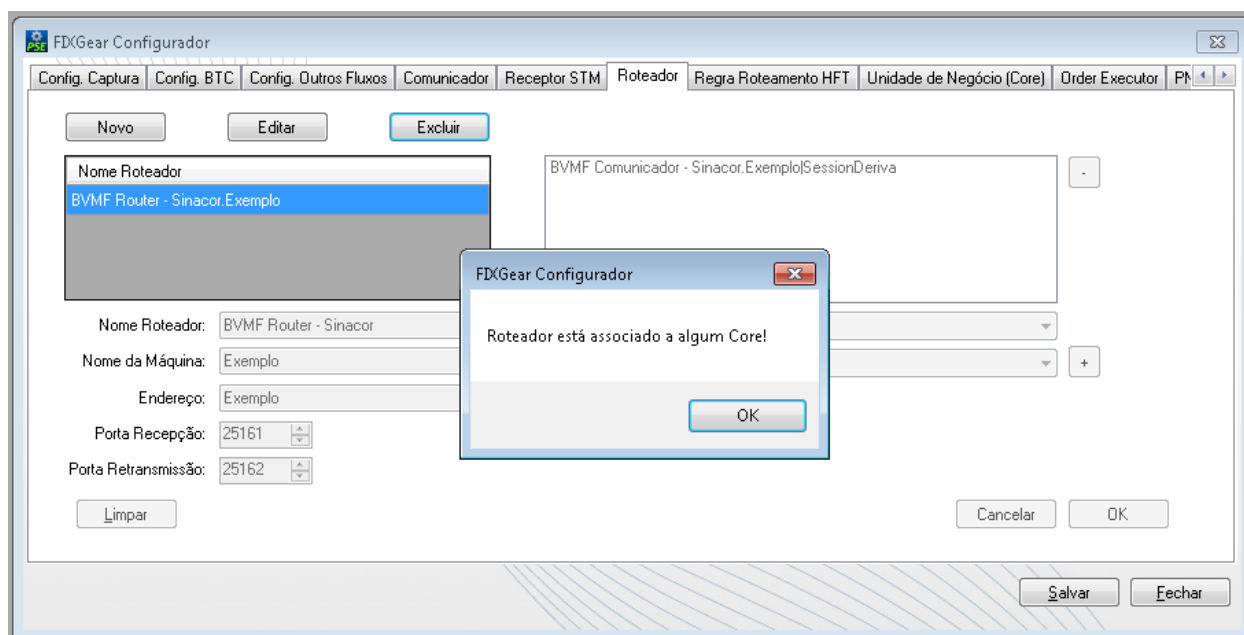 PSE FIXGear Configurador
Config. Captura Config. BTC Config. Outros Fluxos Comunicador Receptor STM Roteador Regra Roteamento HFT Unidade de Negócio (Core) Order Executor
Novo Editar Excluir
Nome Roteador
BVMF Router - Sinacor.Exemplo
BVMF Comunicador - Sinacor.Exemplo|SessionDeriva
-
FIXGear Configurador
Roteador está associado a algum Core!
OK
Nome Roteador: BVMF Router - Sinacor
Nome da Máquina: Exemplo
+
Endereço: Exemplo
Porta Recepção: 25161
Porta Retransmissão: 25162
Limpar Cancelar OK
Salvar Fechar